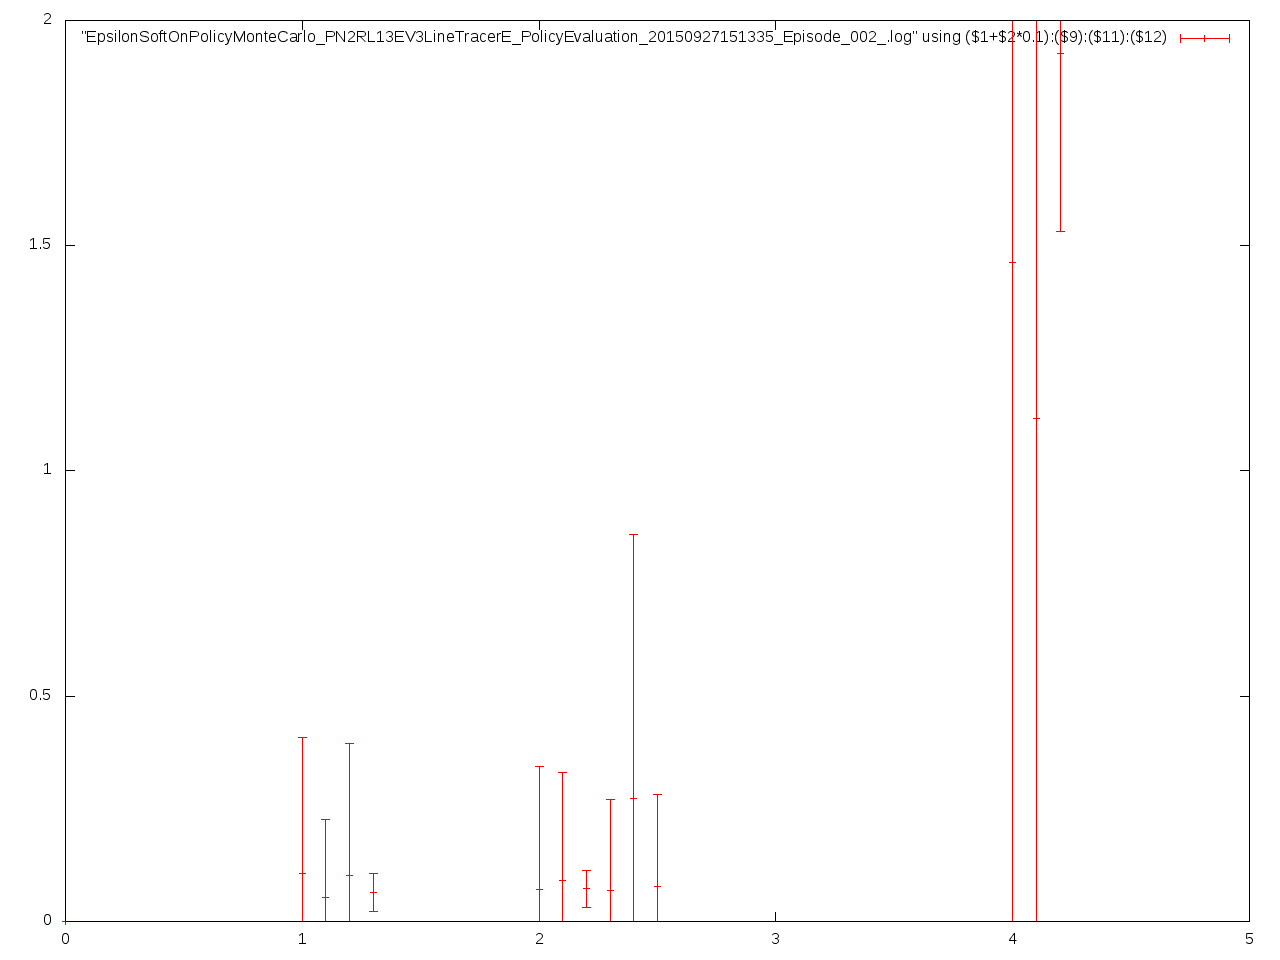 2
"EpsilonSoftOnPolicyMonteCarlo_PN2RL13EV3LineTracerE_PolicyEvaluation_20150927151335_Episode_002_.log" using ($1+$2*0.1):($9):($11):($12)
1.5
1
0.5
0
0 1 2 3 4 5